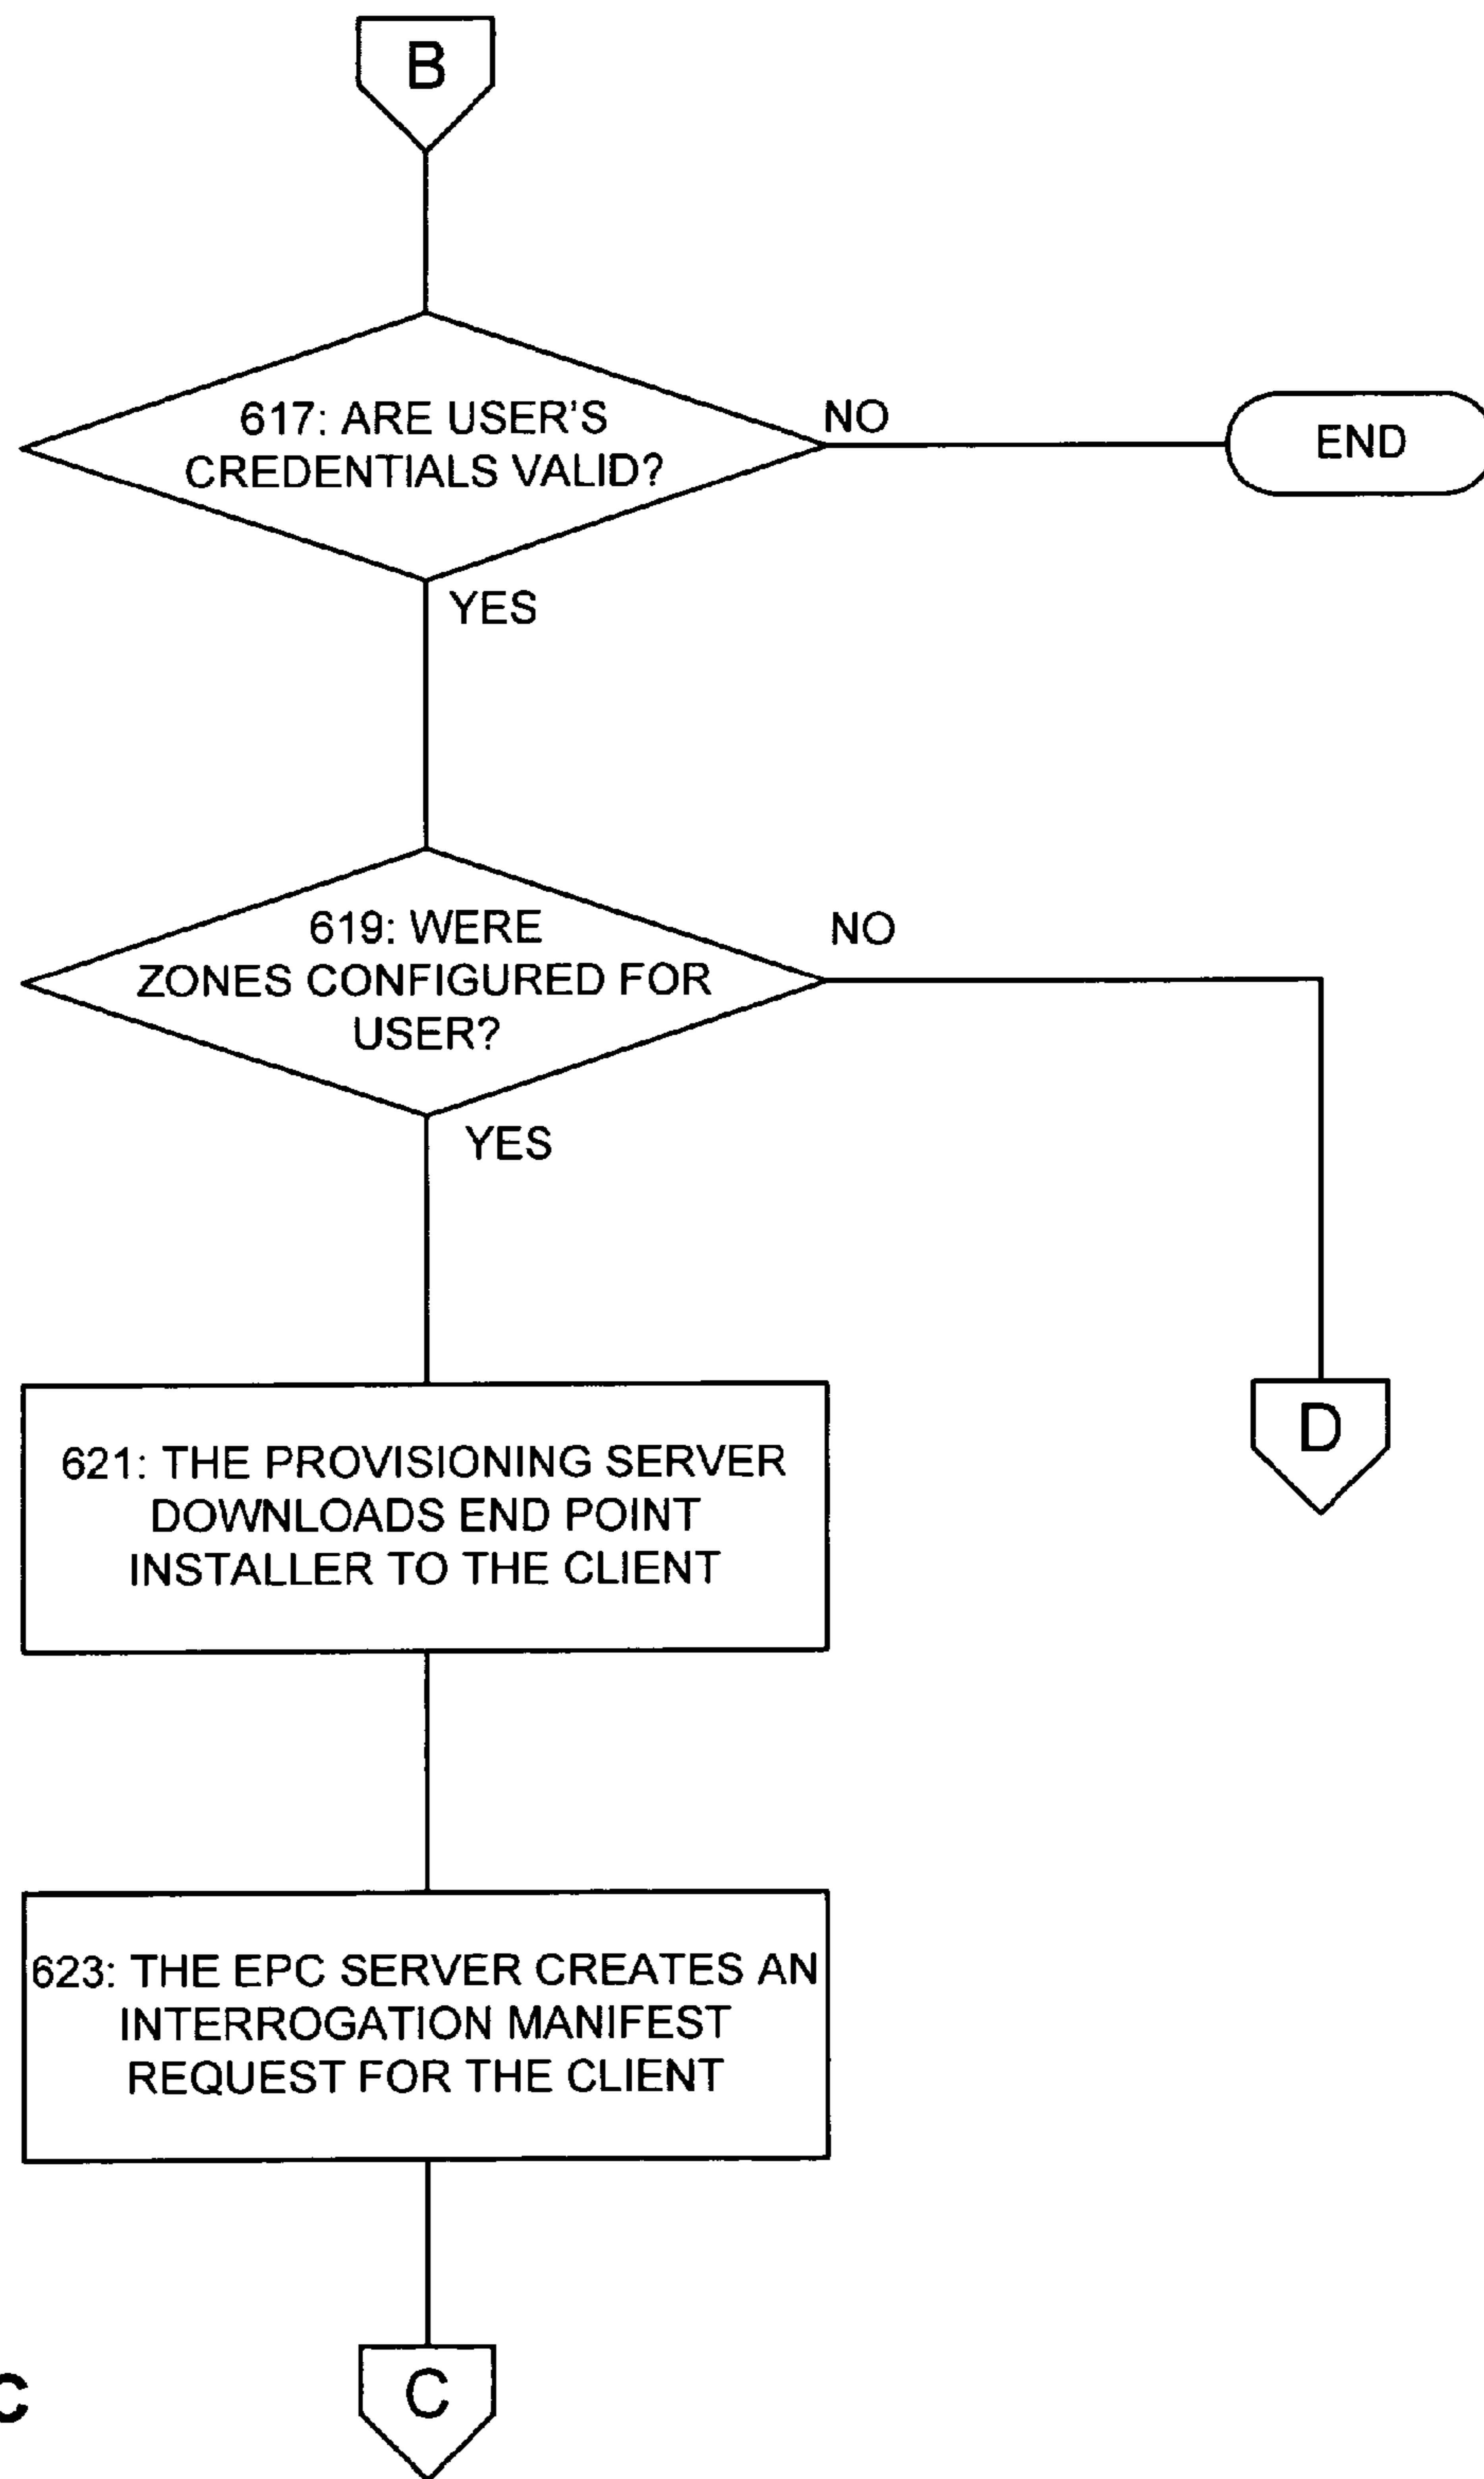 B
617: ARE USER'S
CREDENTIALS VALID?
NO
END
YES
619: WERE
ZONES CONFIGURED FOR
USER?
NO
YES
621: THE PROVISIONING SERVER
DOWNLOADS END POINT
INSTALLER TO THE CLIENT
D
623: THE EPC SERVER CREATES AN
INTERROGATION MANIFEST
REQUEST FOR THE CLIENT
C
C